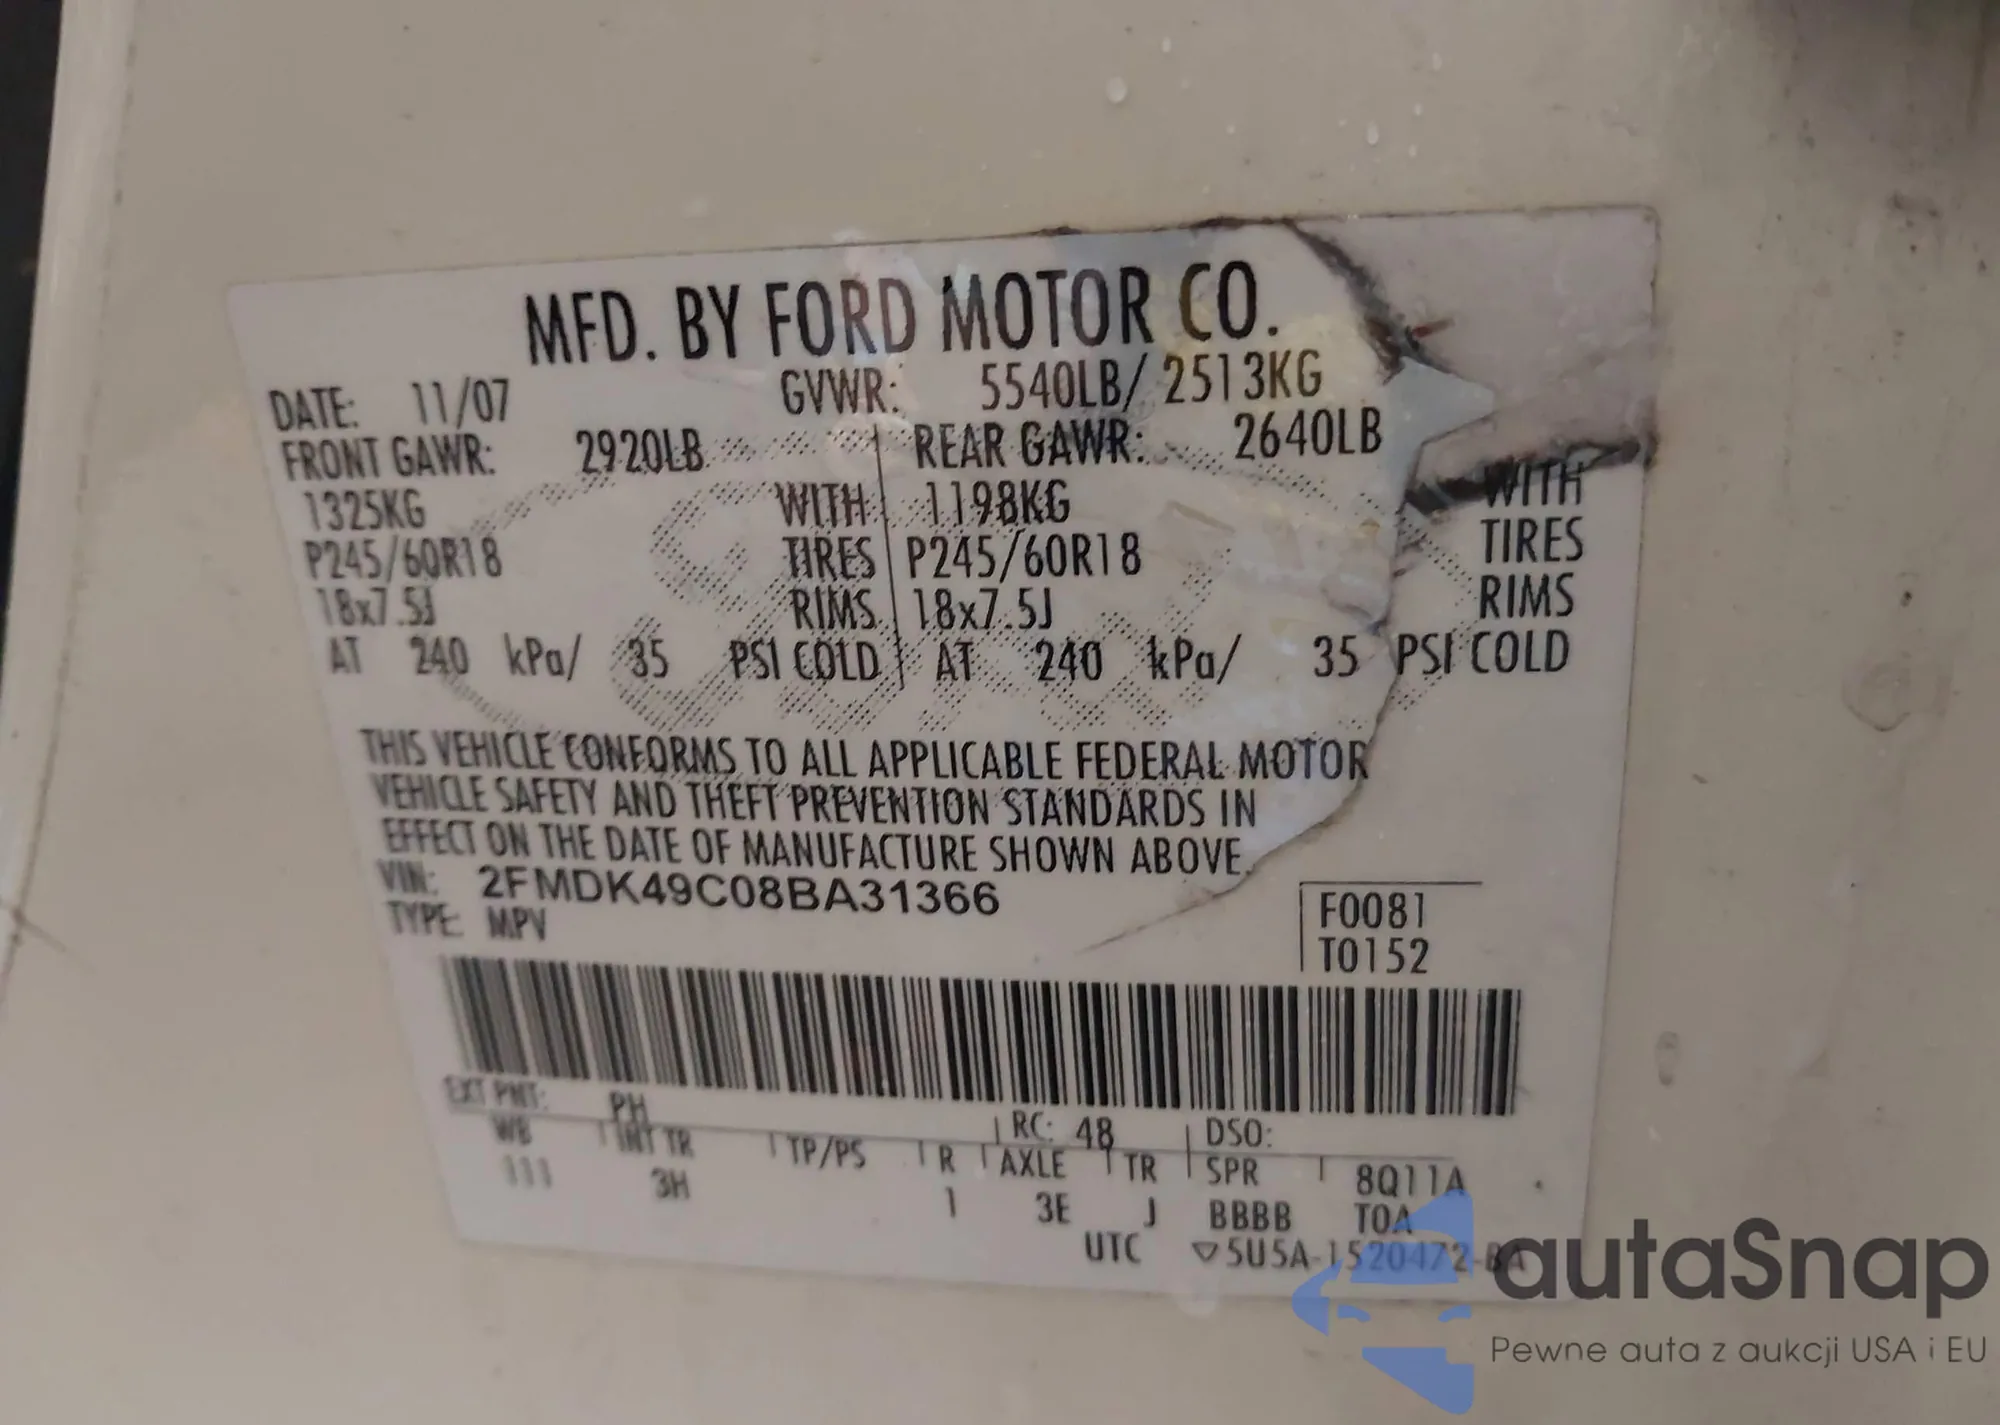 MFD. BY FORD MOTOR CO.
DATE: 11/07 GVWR: 5540LB/ 2513KG
FRONT GAWR: 2920LB REAR GAWR: 2640LB
1325KG WITH 1198KG WITH
P245/60R18 TIRES P245/60R18 TIRES
18x7.5J RIMS 18x7.5J RIMS
AT 240 kPa/ 35 PSI COLD AT 240 kPa/ 35 PSI COLD
THIS VEHICLE CONFORMS TO ALL APPLICABLE FEDERAL MOTOR
VEHICLE SAFETY AND THEFT PREVENTION STANDARDS IN
EFFECT ON THE DATE OF MANUFACTURE SHOWN ABOVE.
VIN: 2FMDK49C08BA31366
TYPE: MPV
F0081
T0152
EXT PNT: PH RC: 48 DSO:
WB INT TR TP/PS R AXLE TR SPR 8Q11A
111 3H 1 3E J BBBB TOA
UTC ▽5U5A-1520472-BA
autaSnap
Pewne auta z aukcji USA i EU